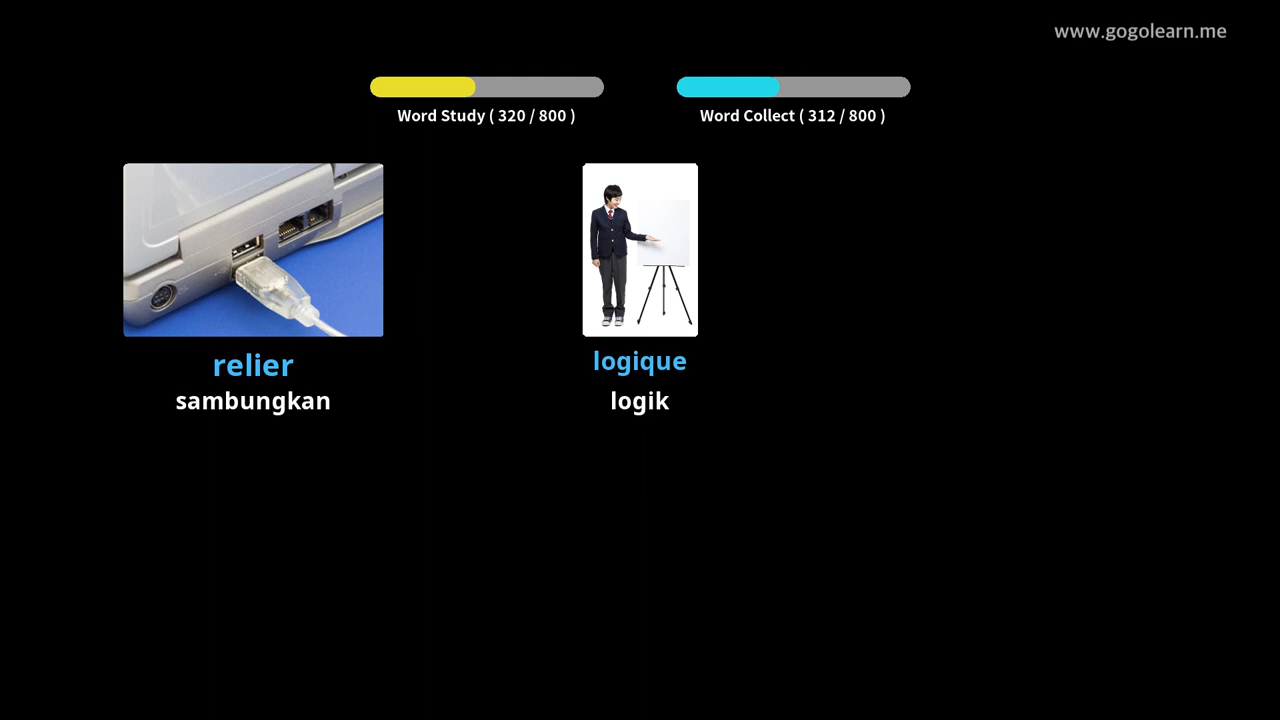 www.gogolearn.me
Word Study ( 320 / 800 )
Word Collect ( 312 / 800 )
relier
sambungkan
logique
logik